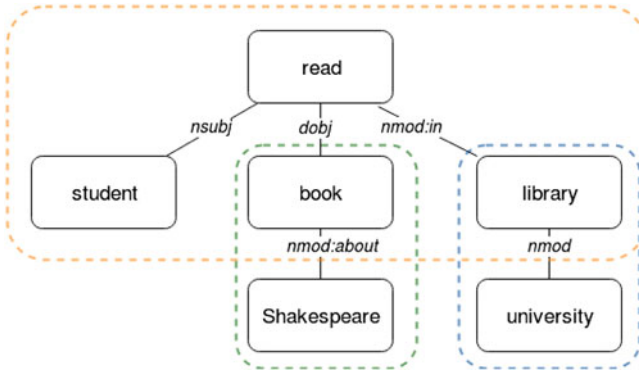 read
nsubj dobj nmod:in
student book library
nmod:about nmod
Shakespeare university